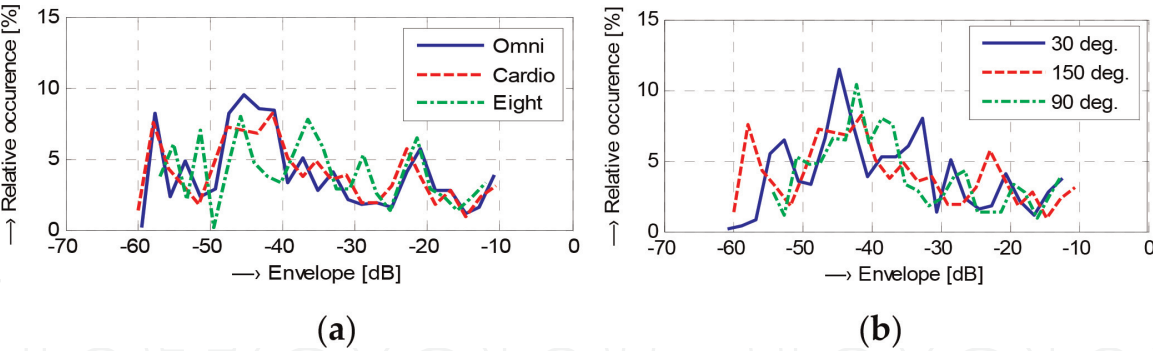 —> Relative occurence [%]
15
10
5
0
-70
-60
-50
-40
-30
-20
-10
0
—> Envelope [dB]
Omni
Cardio
Eight
(a)
—> Relative occurence [%]
15
10
5
0
-70
-60
-50
-40
-30
-20
-10
0
—> Envelope [dB]
30 deg.
150 deg.
90 deg.
(b)